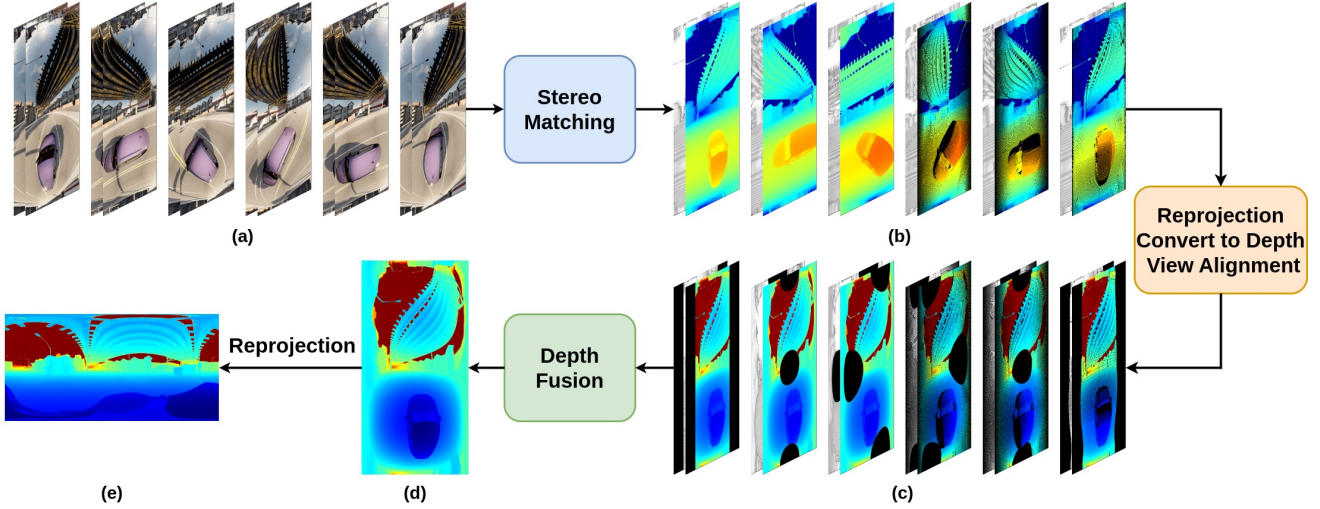 Stereo
Matching
(a)
(b)
Reprojection
Convert to Depth
View Alignment
Reprojection
Depth
Fusion
(e)
(d)
(c)